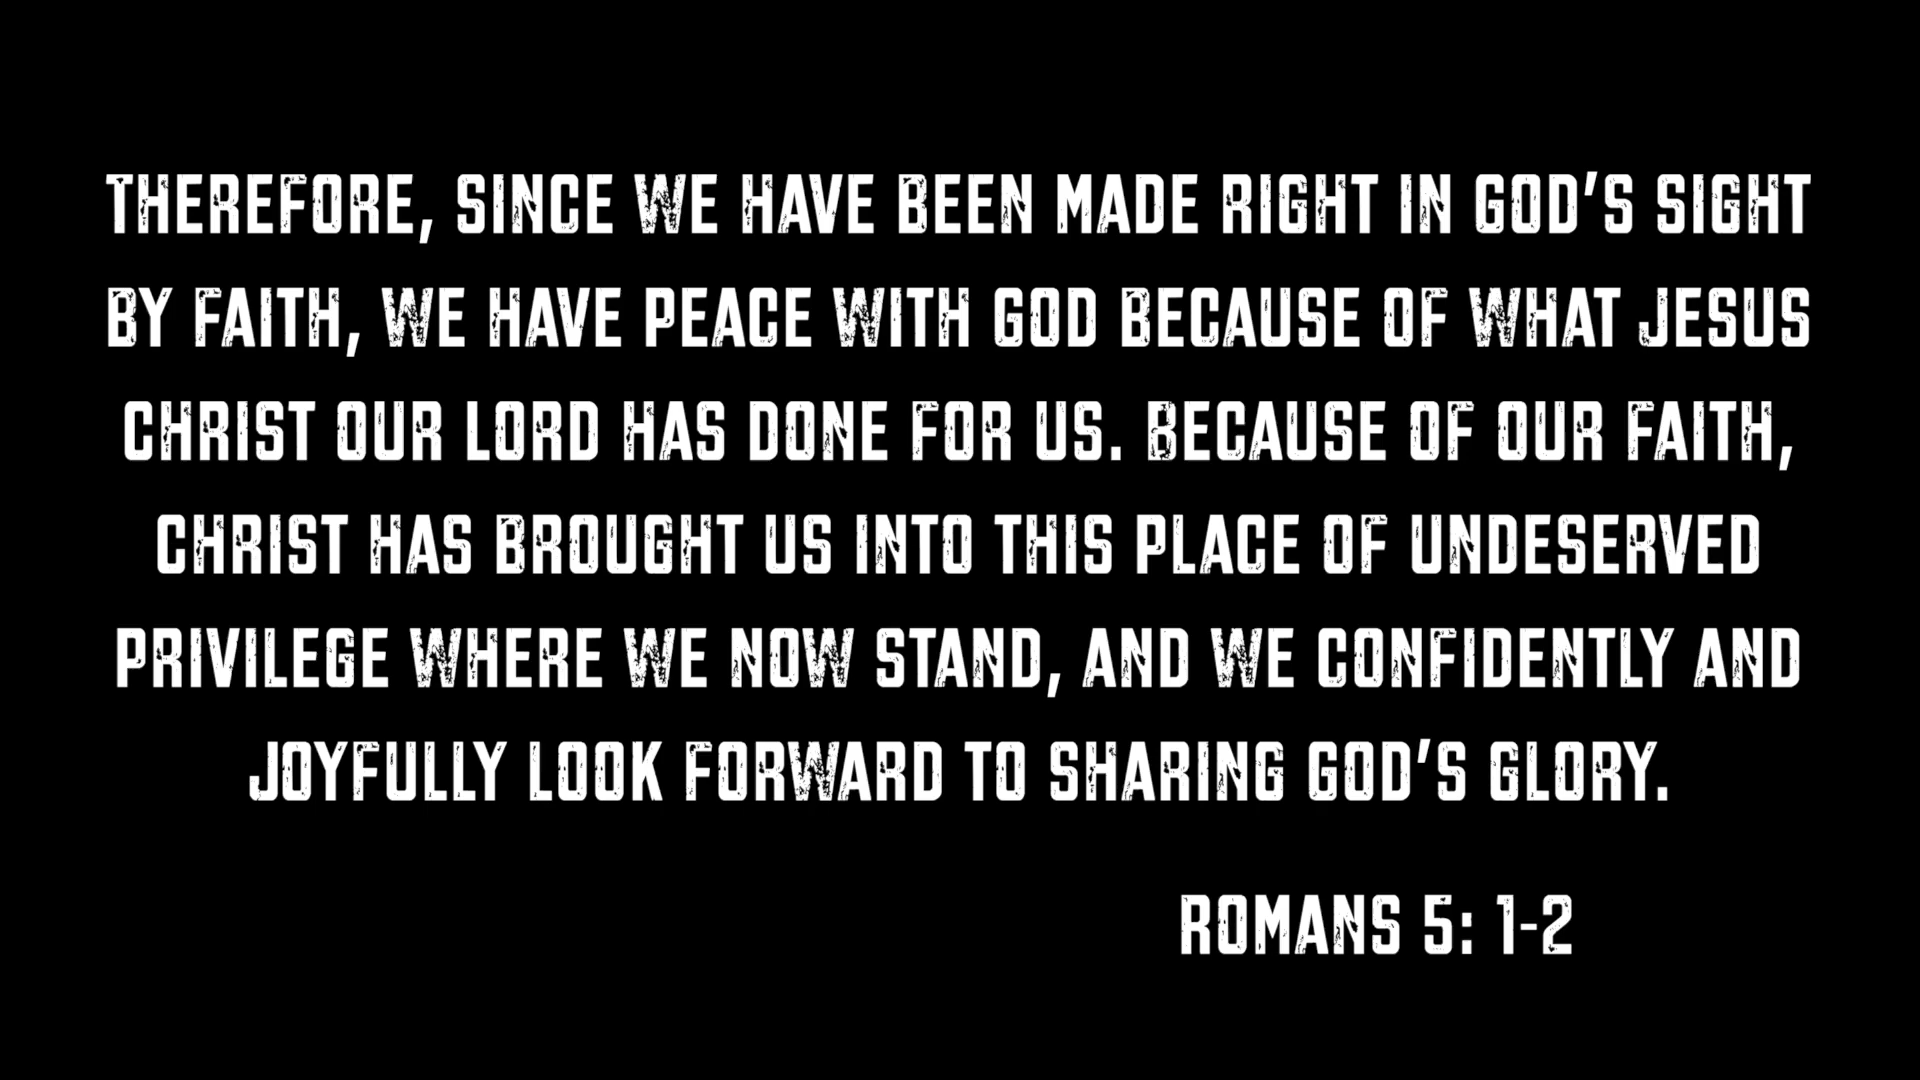 THEREFORE, SINCE WE HAVE BEEN MADE RIGHT IN GOD'S SIGHT
BY FAITH, WE HAVE PEACE WITH GOD BECAUSE OF WHAT JESUS
CHRIST OUR LORD HAS DONE FOR US. BECAUSE OF OUR FAITH,
CHRIST HAS BROUGHT US INTO THIS PLACE OF UNDESERVED
PRIVILEGE WHERE WE NOW STAND, AND WE CONFIDENTLY AND
JOYFULLY LOOK FORWARD TO SHARING GOD'S GLORY.
ROMANS 5: 1-2